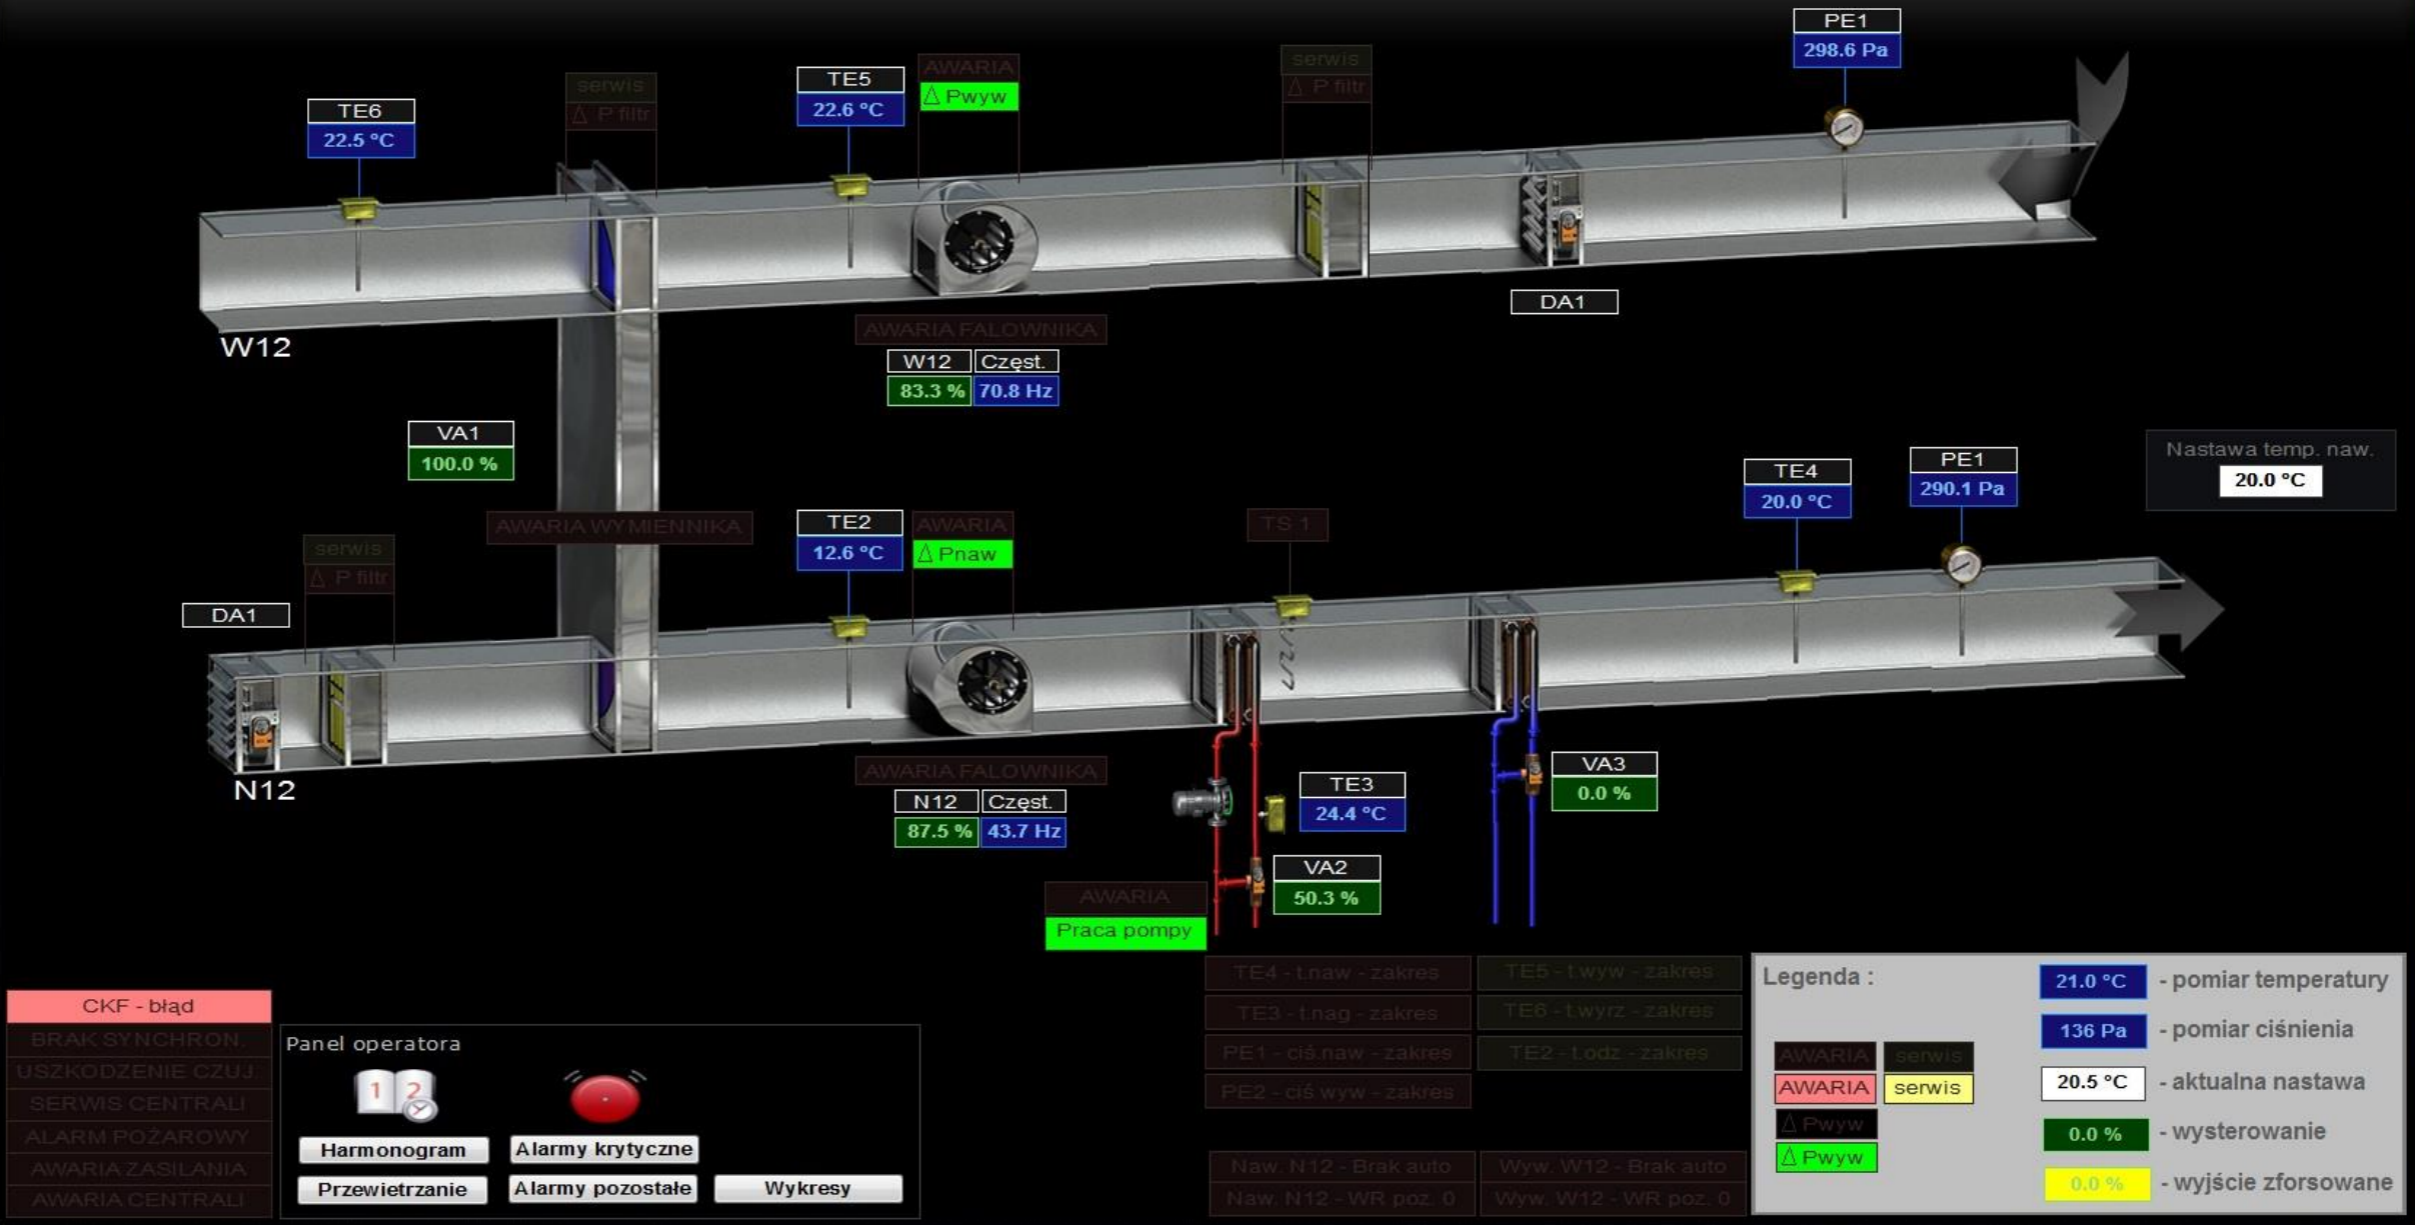 PE1
298.6 Pa
serwis
Δ P filtr
TE5
22.6 °C
AWARIA
Δ Pwyw
serwis
Δ P filtr
TE6
22.5 °C
DA1
W12
AWARIA FALOWNIKA
W12 Częst.
83.3 % 70.8 Hz
VA1
100.0 %
Nastawa temp. naw.
20.0 °C
PE1
290.1 Pa
TE4
20.0 °C
AWARIA WYMIENNIKA
TE2
12.6 °C
AWARIA
Δ Pnaw
TS 1
serwis
Δ P filtr
DA1
N12
AWARIA FALOWNIKA
N12 Częst.
87.5 % 43.7 Hz
TE3
24.4 °C
VA3
0.0 %
VA2
50.3 %
AWARIA
Praca pompy
CKF - błąd
BRAK SYNCHRON.
USZKODZENIE CZUJ.
SERWIS CENTRALI
ALARM POŻAROWY
AWARIA ZASILANIA
AWARIA CENTRALI
Panel operatora
1 2
Harmonogram
Alarmy krytyczne
Przewietrzanie
Alarmy pozostałe
Wykresy
TE4 - t.naw - zakres
TE5 - t.wyw - zakres
TE3 - t.nag - zakres
TE6 - t.wyrz - zakres
PE1 - ciś.naw - zakres
TE2 - t.odz - zakres
PE2 - ciś wyw - zakres
Naw. N12 - Brak auto
Wyw. W12 - Brak auto
Naw. N12 - WR poz. 0
Wyw. W12 - WR poz. 0
Legenda :
21.0 °C - pomiar temperatury
136 Pa - pomiar ciśnienia
AWARIA serwis
AWARIA serwis
20.5 °C - aktualna nastawa
Δ Pwyw
0.0 % - wysterowanie
Δ Pwyw
0.0 % - wyjście zforsowane